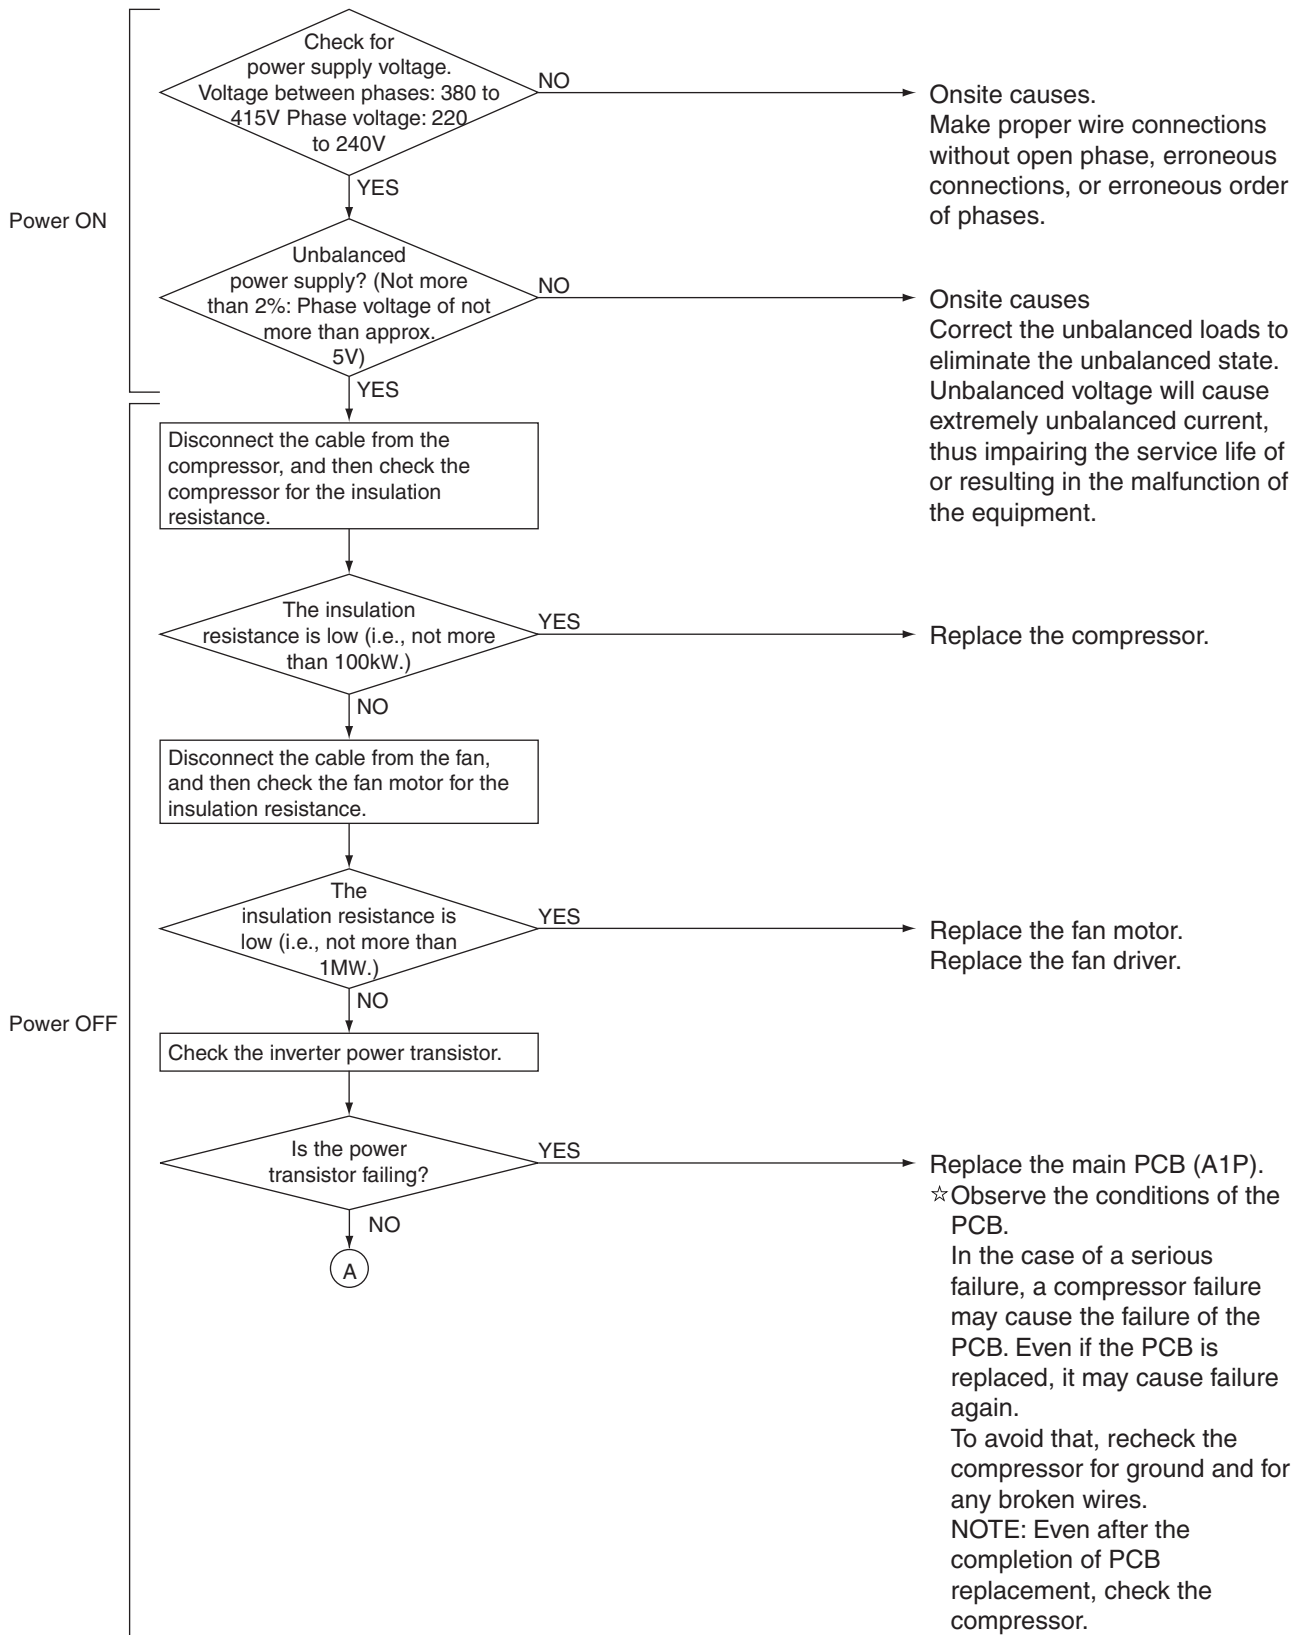 Check for
power supply voltage.
Voltage between phases: 380 to
415V Phase voltage: 220
to 240V
NO
Onsite causes.
Make proper wire connections
without open phase, erroneous
connections, or erroneous order
of phases.
YES
Power ON
Unbalanced
power supply? (Not more
than 2%: Phase voltage of not
more than approx.
5V)
NO
Onsite causes
Correct the unbalanced loads to
eliminate the unbalanced state.
Unbalanced voltage will cause
extremely unbalanced current,
thus impairing the service life of
or resulting in the malfunction of
the equipment.
YES
Disconnect the cable from the
compressor, and then check the
compressor for the insulation
resistance.
The insulation
resistance is low (i.e., not more
than 100kW.)
YES
Replace the compressor.
NO
Disconnect the cable from the fan,
and then check the fan motor for the
insulation resistance.
The
insulation resistance is
low (i.e., not more than
1MW.)
YES
Replace the fan motor.
Replace the fan driver.
NO
Power OFF
Check the inverter power transistor.
Is the power
transistor failing?
YES
Replace the main PCB (A1P).
☆Observe the conditions of the
PCB.
In the case of a serious
failure, a compressor failure
may cause the failure of the
PCB. Even if the PCB is
replaced, it may cause failure
again.
To avoid that, recheck the
compressor for ground and for
any broken wires.
NOTE: Even after the
completion of PCB
replacement, check the
compressor.
NO
A